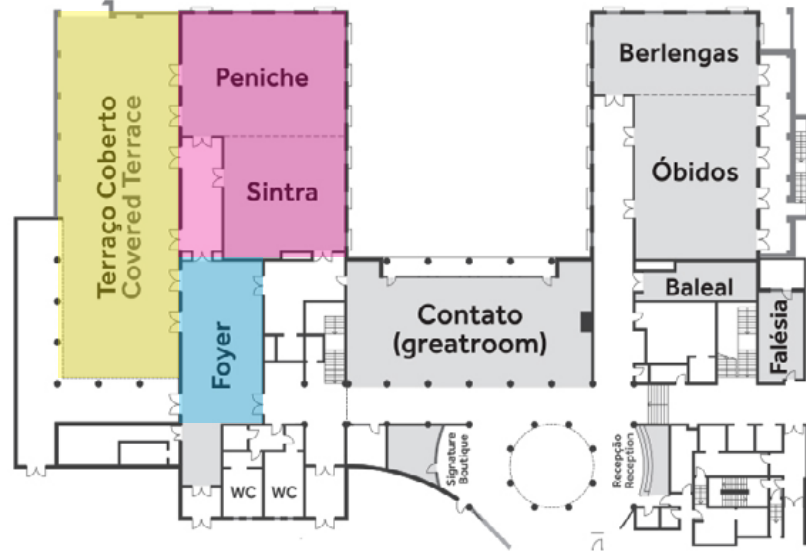 Terraço Coberto
Covered Terrace
Peniche
Sintra
Foyer
Contato
(greatroom)
Berlengas
Óbidos
Baleal
Falésia
Signature
Boutique
Recepção
Reception
WC
WC